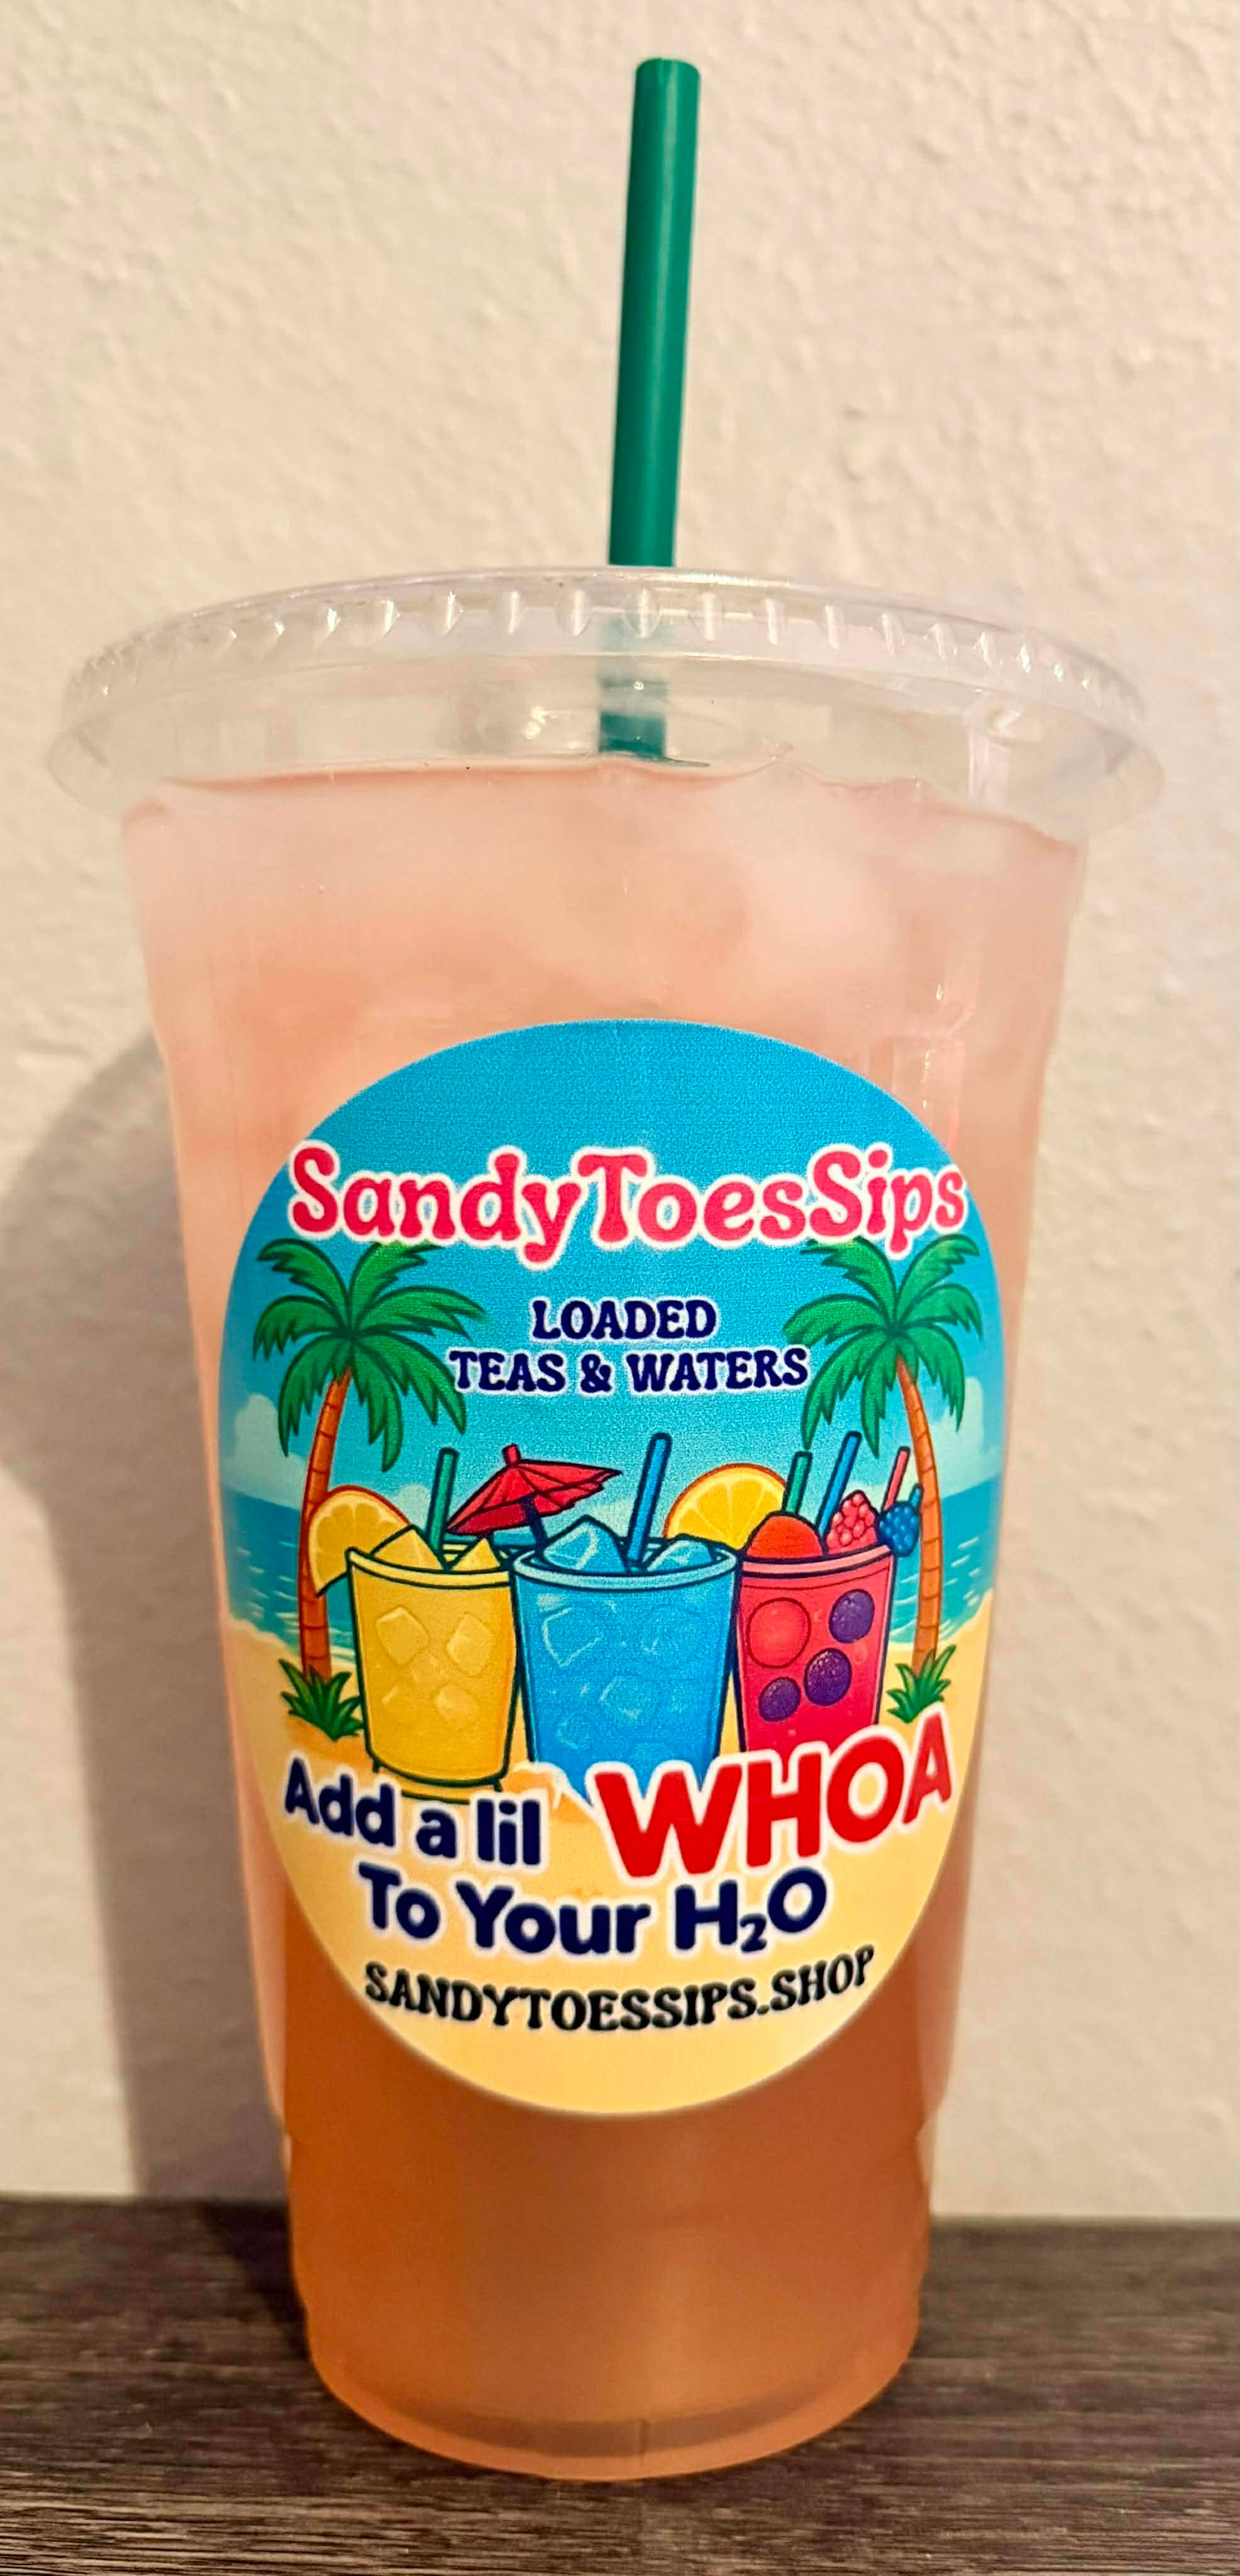 SandyToesSips
LOADED
TEAS & WATERS
Add a lil WHOA
To Your H₂O
SANDYTOESSIPS.SHOP